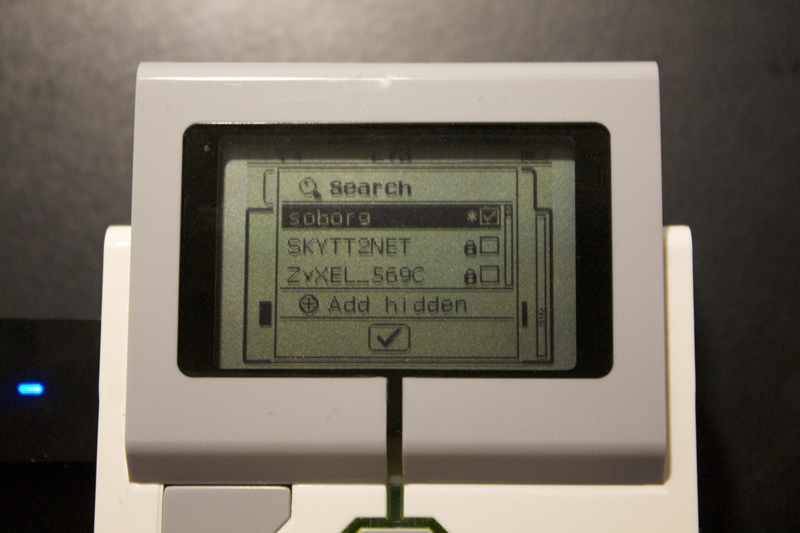 Search
soborg
SKYTT2NET
ZyXEL_569C
Add hidden